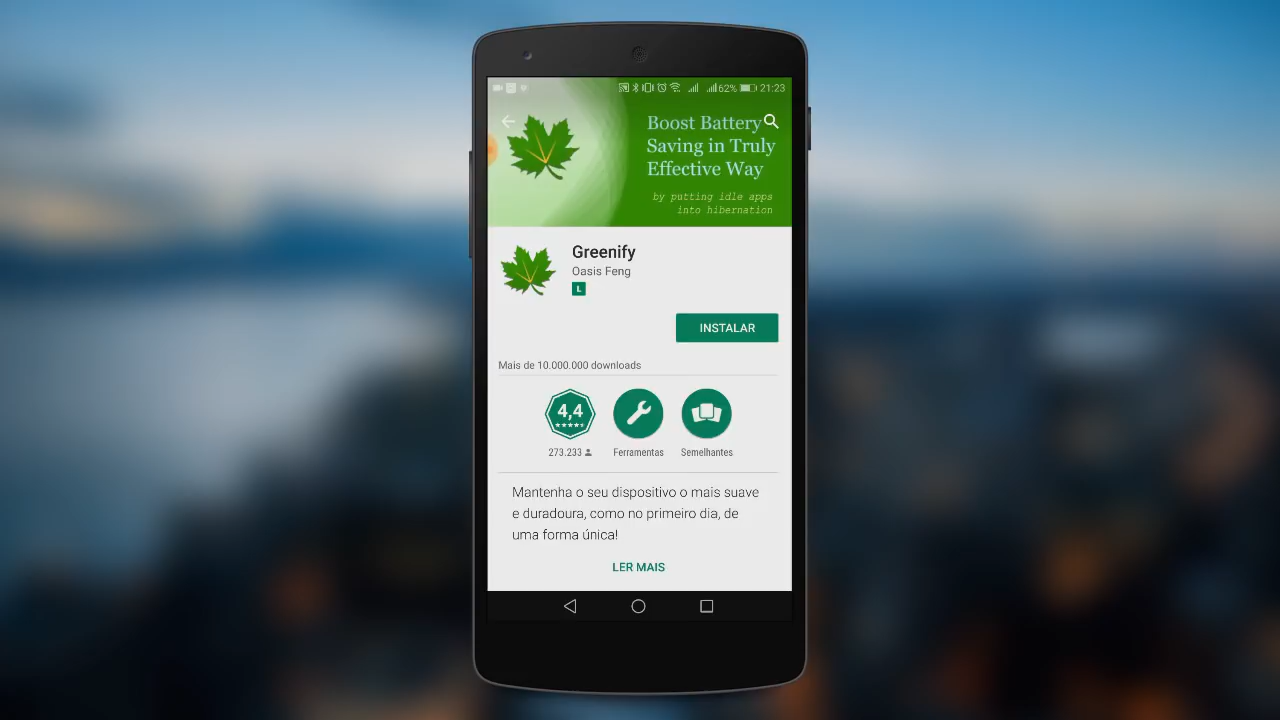 62% 21:23
Boost Battery
Saving in Truly
Effective Way
by putting idle apps
into hibernation
Greenify
Oasis Feng
L
INSTALAR
Mais de 10.000.000 downloads
4,4
273.233
Ferramentas
Semelhantes
Mantenha o seu dispositivo o mais suave
e duradoura, como no primeiro dia, de
uma forma única!
LER MAIS